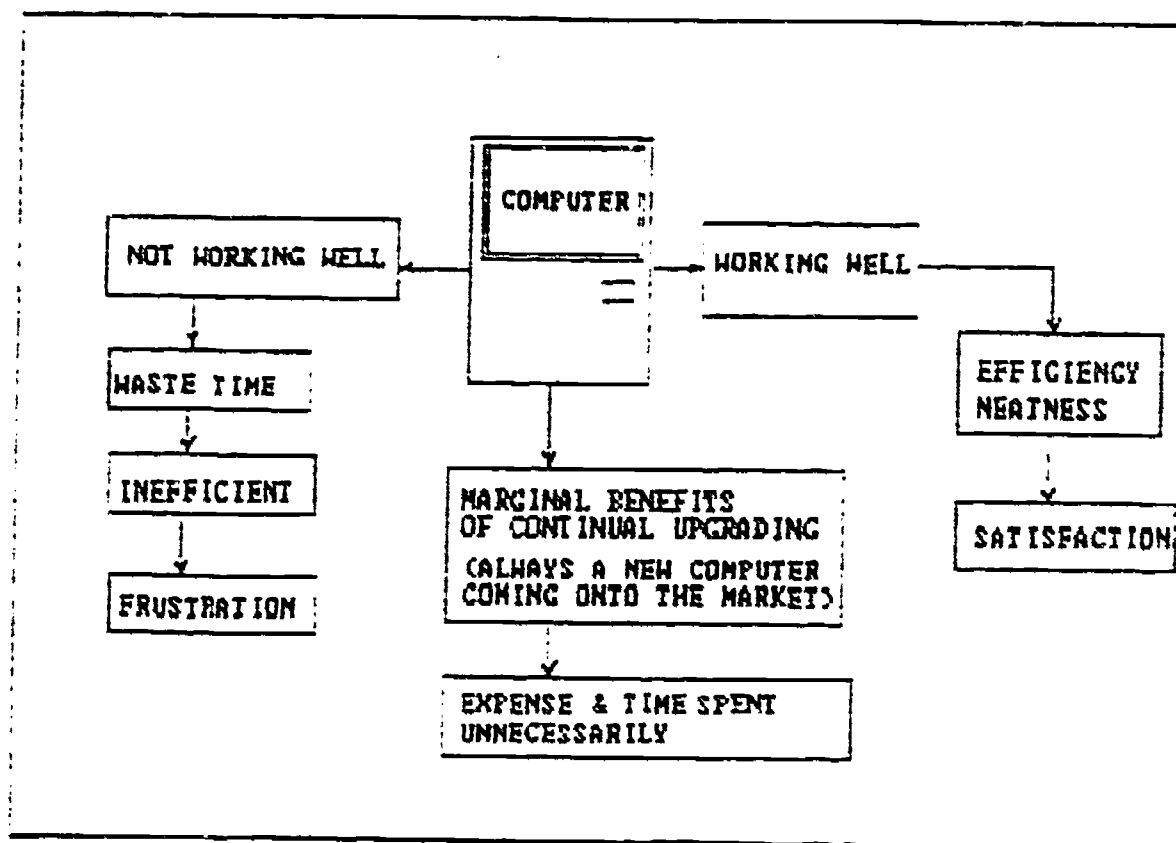 COMPUTER
NOT WORKING WELL
WORKING WELL
WASTE TIME
EFFICIENCY
NEATNESS
INEFFICIENT
MARGINAL BENEFITS
OF CONTINUAL UPGRADING
(ALWAYS A NEW COMPUTER
COMING ONTO THE MARKET)
SATISFACTION
FRUSTRATION
EXPENSE & TIME SPENT
UNNECESSARILY